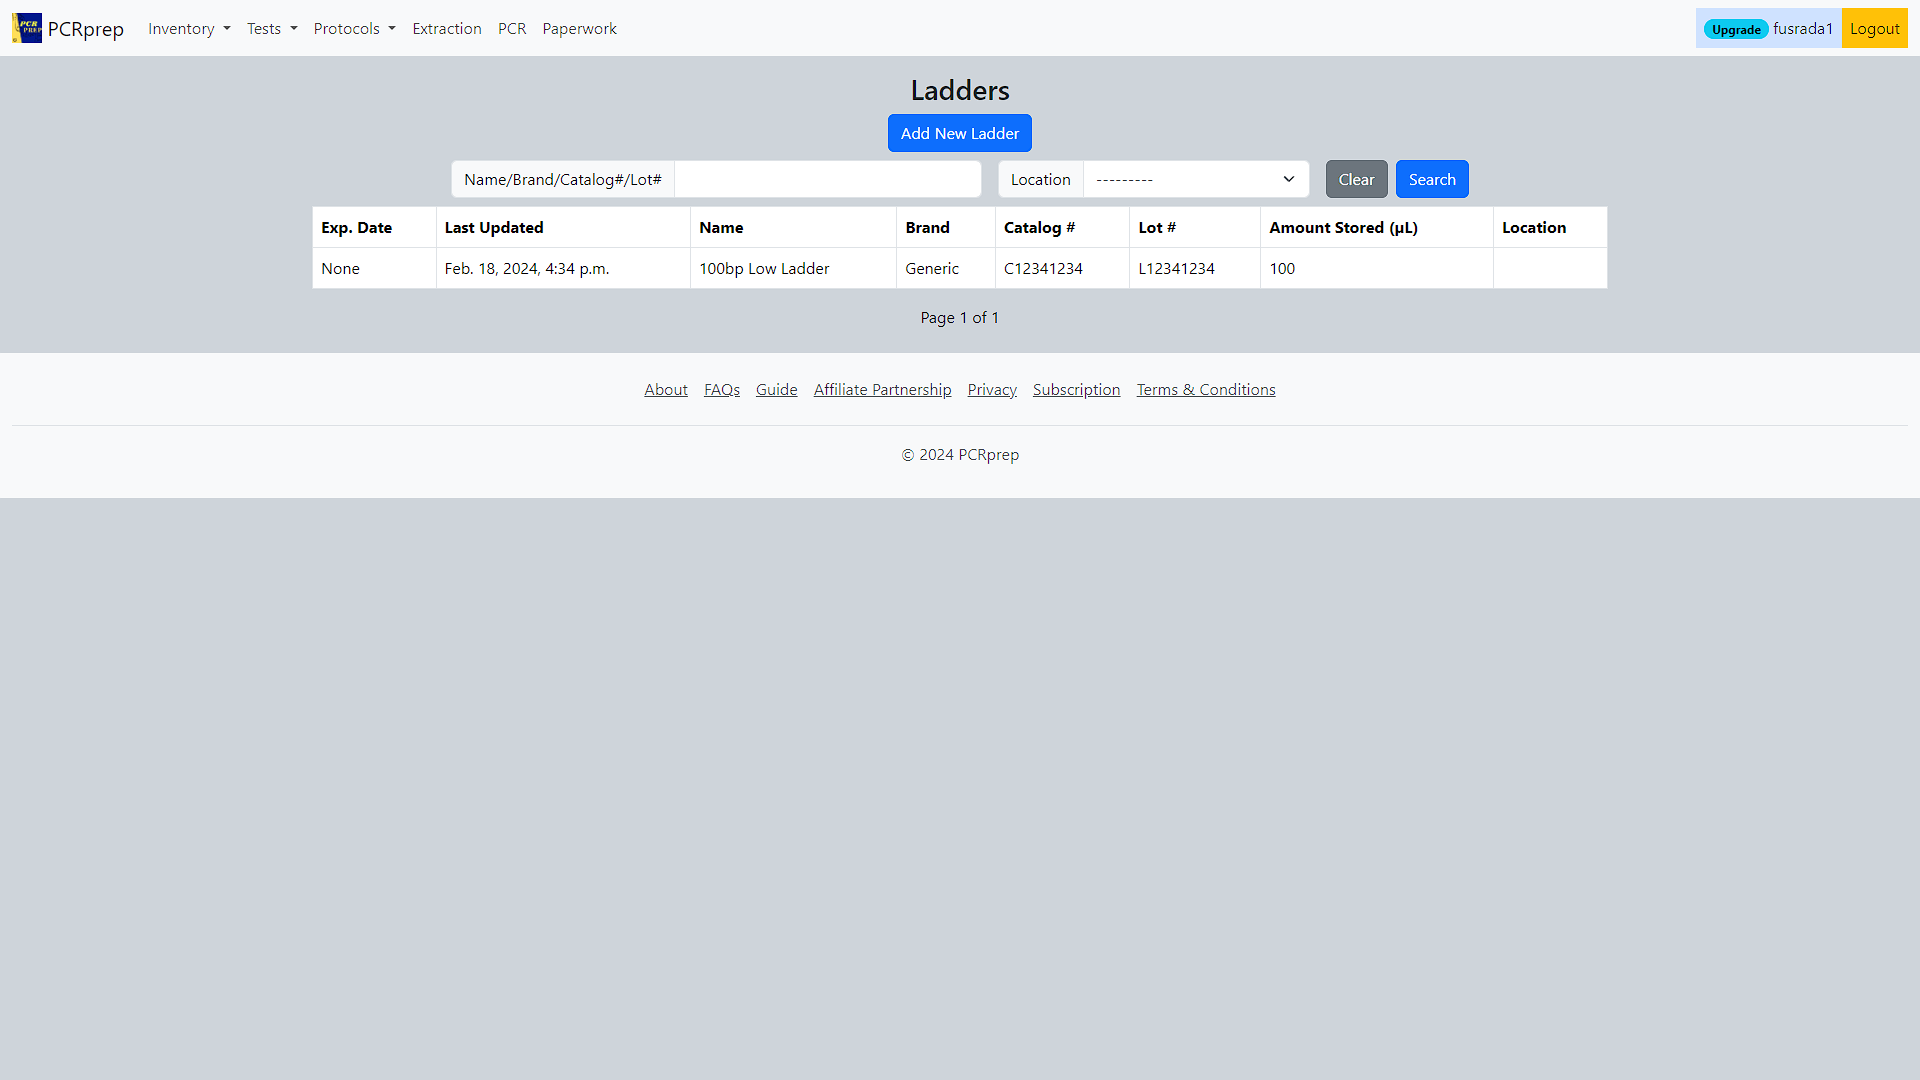 PCR PREP PCRprep Inventory Tests Protocols Extraction PCR Paperwork Upgrade fusrada1 Logout
Ladders
Add New Ladder
Name/Brand/Catalog#/Lot# Location --------- Clear Search
Exp. Date Last Updated Name Brand Catalog # Lot # Amount Stored (µL) Location
None Feb. 18, 2024, 4:34 p.m. 100bp Low Ladder Generic C12341234 L12341234 100
Page 1 of 1
About FAQs Guide Affiliate Partnership Privacy Subscription Terms & Conditions
© 2024 PCRprep